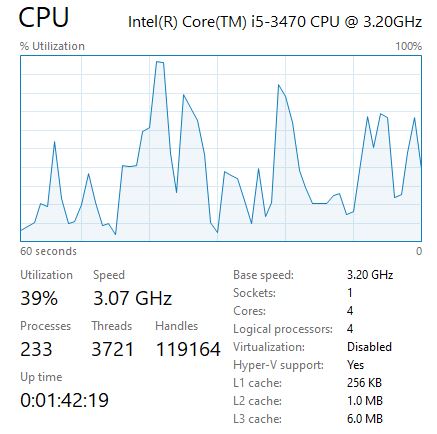 CPU Intel(R) Core(TM) i5-3470 CPU @ 3.20GHz
% Utilization 100%
60 seconds 0
Utilization Speed
39% 3.07 GHz
Processes Threads Handles
233 3721 119164
Up time
0:01:42:19
Base speed: 3.20 GHz
Sockets: 1
Cores: 4
Logical processors: 4
Virtualization: Disabled
Hyper-V support: Yes
L1 cache: 256 KB
L2 cache: 1.0 MB
L3 cache: 6.0 MB